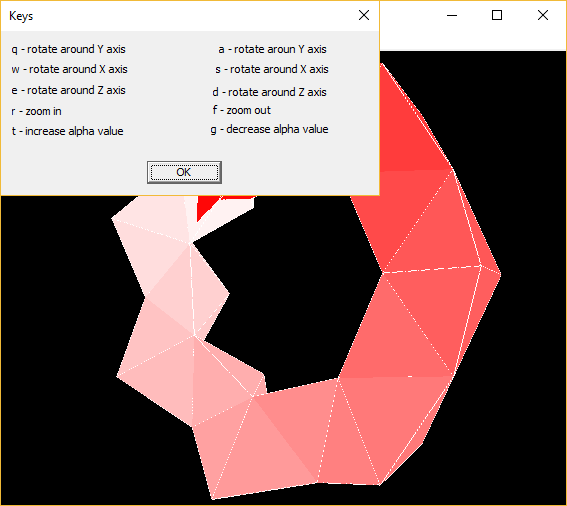 Keys
q - rotate around Y axis
a - rotate aroun Y axis
w - rotate around X axis
s - rotate around X axis
e - rotate around Z axis
d - rotate around Z axis
r - zoom in
f - zoom out
t - increase alpha value
g - decrease alpha value
OK